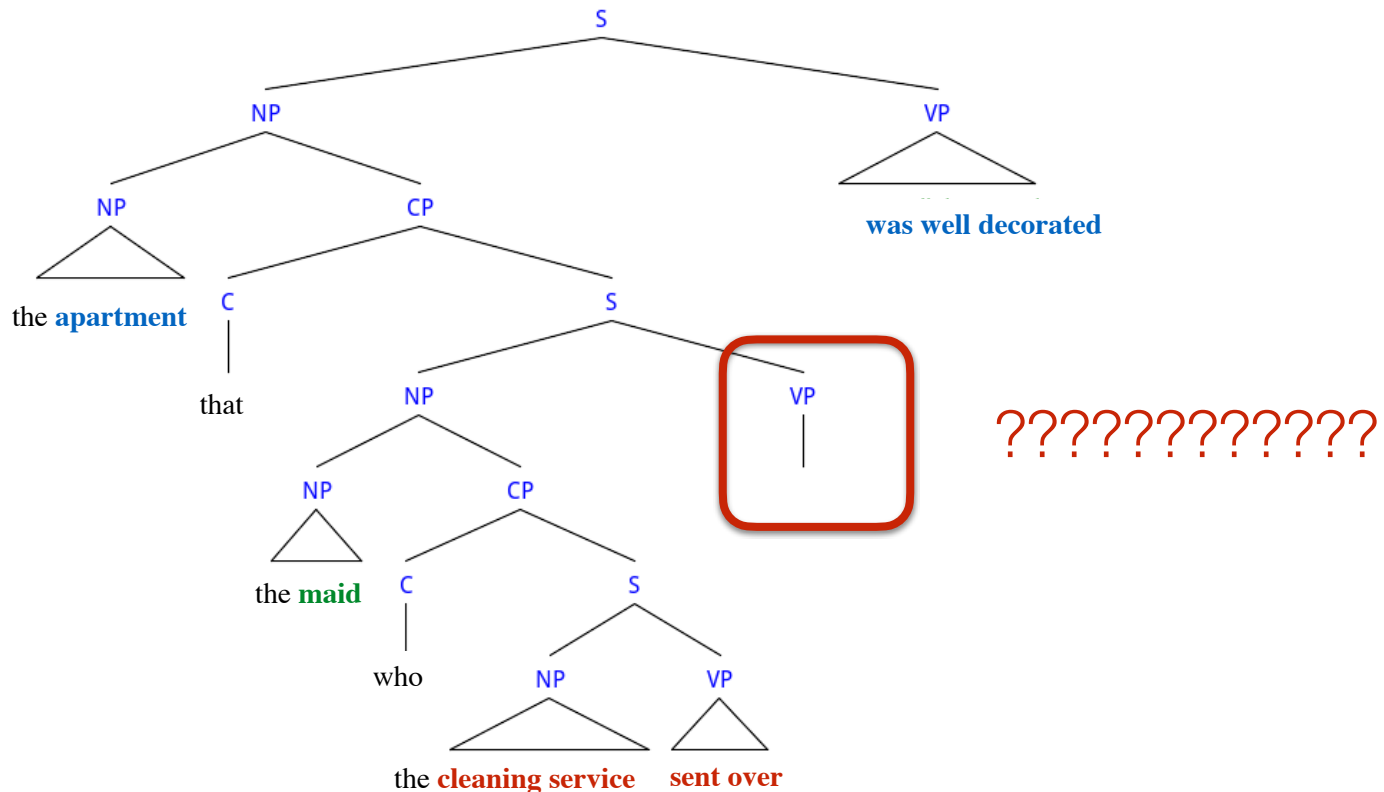 S
NP VP
NP CP
was well decorated
C S
the apartment
NP VP
that
????????????
NP CP
C S
the maid
who
NP VP
the cleaning service sent over